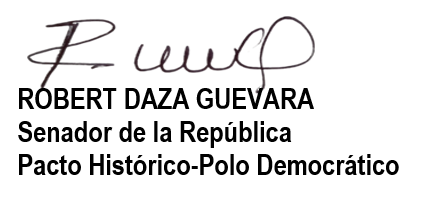 ROBERT DAZA GUEVARA
Senador de la República
Pacto Histórico-Polo Democrático